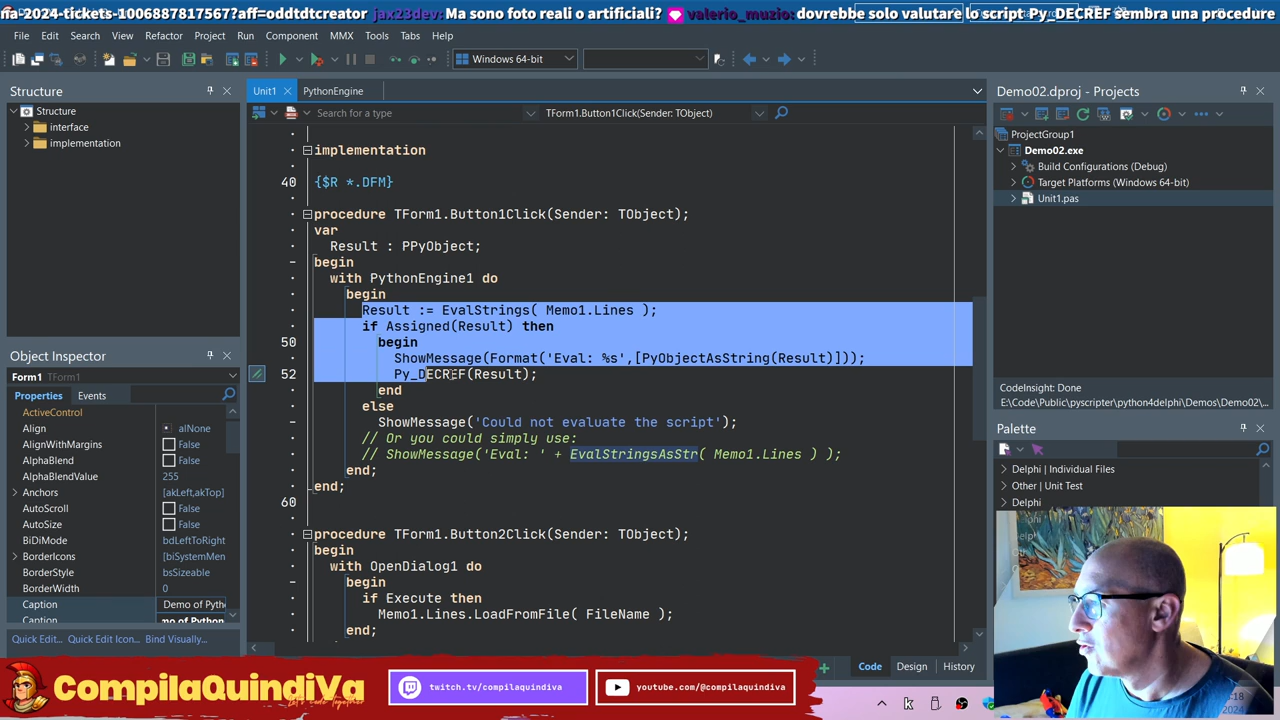 na-2024-tickets-1006887817567?aff=oddtdtcreator jax23dev: Ma sono foto reali o artificiali? valerio_muzio: dovrebbe solo valutare lo script Py_DECREF sembra una procedure
File Edit Search View Refactor Project Run Component MMX Tools Tabs Help
Windows 64-bit
Structure
Structure
interface
implementation
Object Inspector
Form1 TForm1
Properties Events
ActiveControl
Align alNone
AlignWithMargins False
AlphaBlend False
AlphaBlendValue 255
Anchors [akLeft,akTop]
AutoScroll False
AutoSize False
BiDiMode bdLeftToRight
BorderIcons [biSystemMen
BorderStyle bsSizeable
BorderWidth 0
Caption Demo of Pyth
Caption mo of Python
Quick Edit... Quick Edit Icon... Bind Visually...
Unit1 PythonEngine
Search for a type TForm1.Button1Click(Sender: TObject)
implementation
40 {$R *.DFM}
procedure TForm1.Button1Click(Sender: TObject);
var
Result : PPyObject;
begin
with PythonEngine1 do
begin
Result := EvalStrings( Memo1.Lines );
if Assigned(Result) then
50 begin
ShowMessage(Format('Eval: %s',[PyObjectAsString(Result)]));
52 Py_DECREF(Result);
end
else
ShowMessage('Could not evaluate the script');
// Or you could simply use:
// ShowMessage('Eval: ' + EvalStringsAsStr( Memo1.Lines ) );
end;
end;
60
procedure TForm1.Button2Click(Sender: TObject);
begin
with OpenDialog1 do
begin
if Execute then
Memo1.Lines.LoadFromFile( FileName );
end;
Code Design History
Demo02.dproj - Projects
ProjectGroup1
Demo02.exe
Build Configurations (Debug)
Target Platforms (Windows 64-bit)
Unit1.pas
CodeInsight: Done
E:\Code\Public\pyscripter\python4delphi\Demos\Demo02\
Palette
Delphi | Individual Files
Other | Unit Test
Delphi
CompilaQuindiVa
Let's code Together
twitch.tv/compilaquindiva
youtube.com/@compilaquindiva